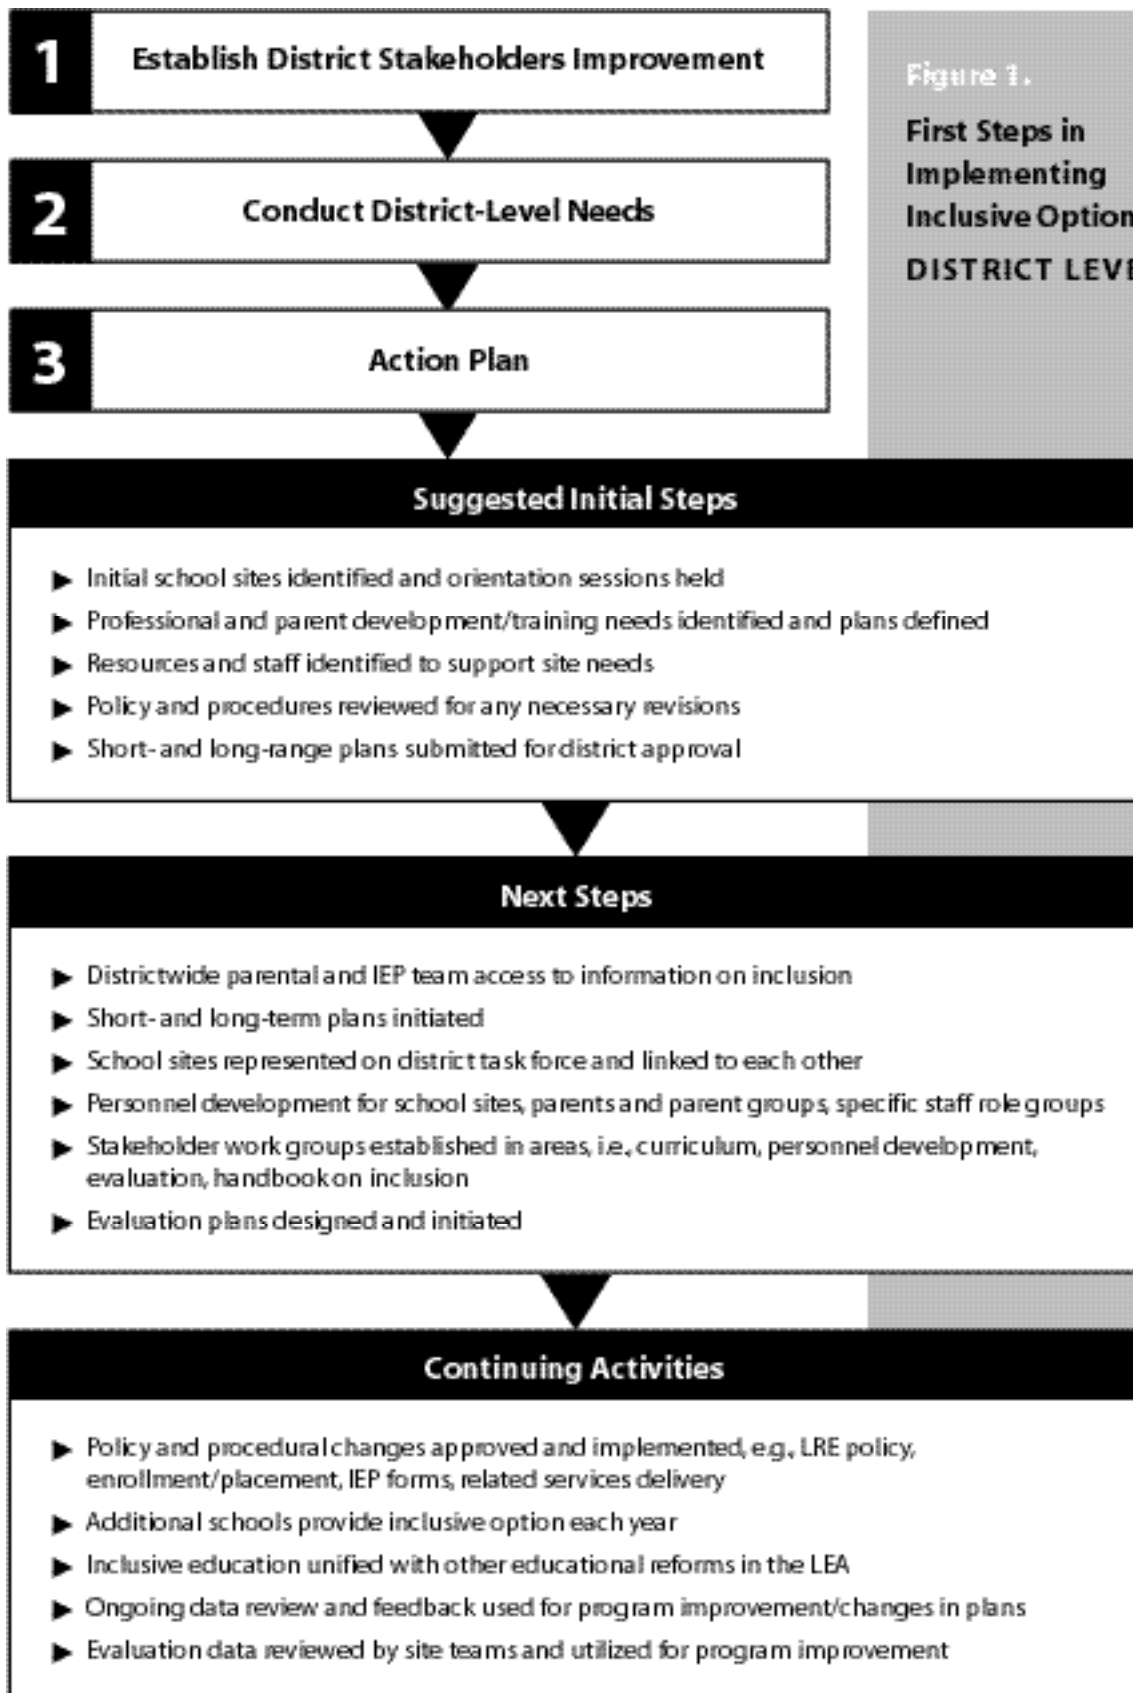 1
Establish District Stakeholders Improvement
2
Conduct District-Level Needs
3
Action Plan
Figure 1.
First Steps in
Implementing
Inclusive Option
DISTRICT LEVE
Suggested Initial Steps
▶ Initial school sites identified and orientation sessions held
▶ Professional and parent development/training needs identified and plans defined
▶ Resources and staff identified to support site needs
▶ Policy and procedures reviewed for any necessary revisions
▶ Short- and long-range plans submitted for district approval
Next Steps
▶ Districtwide parental and IEP team access to information on inclusion
▶ Short- and long-term plans initiated
▶ School sites represented on district task force and linked to each other
▶ Personnel development for school sites, parents and parent groups, specific staff role groups
▶ Stakeholder work groups established in areas, i.e., curriculum, personnel development,
evaluation, handbook on inclusion
▶ Evaluation plans designed and initiated
Continuing Activities
▶ Policy and procedural changes approved and implemented, e.g., LRE policy,
enrollment/placement, IEP forms, related services delivery
▶ Additional schools provide inclusive option each year
▶ Inclusive education unified with other educational reforms in the LEA
▶ Ongoing data review and feedback used for program improvement/changes in plans
▶ Evaluation data reviewed by site teams and utilized for program improvement